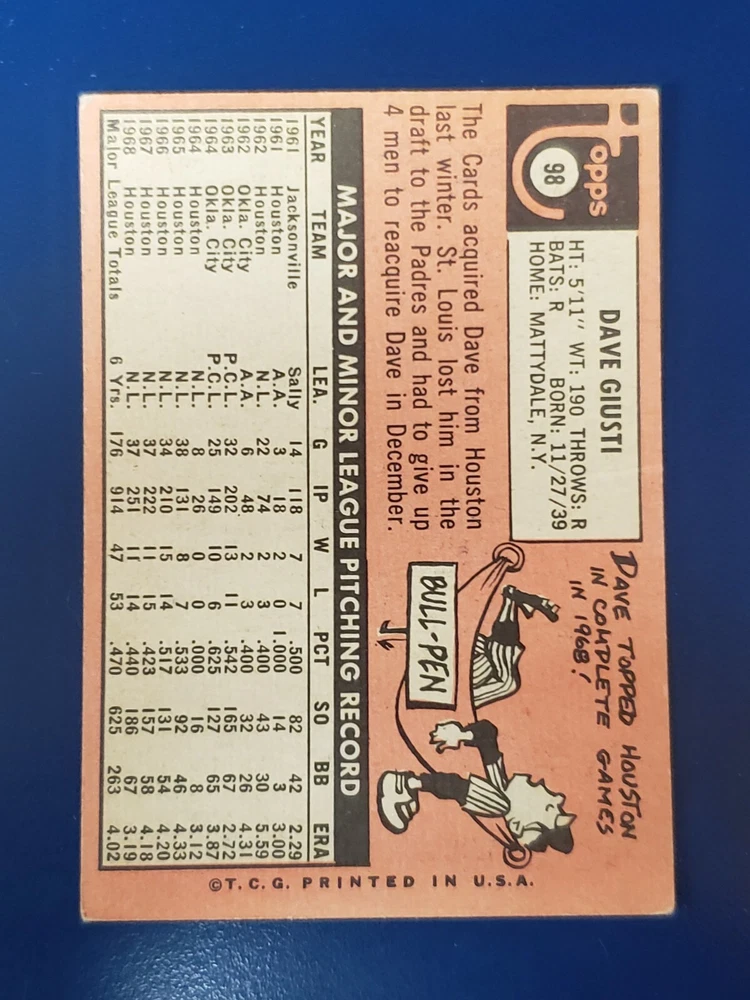 Topps
98
DAVE GIUSTI
HT: 5'11" WT: 190 THROWS: R
BATS: R BORN: 11/27/39
HOME: MATTYDALE, N.Y.
DAVE TOPPED HOUSTON
IN COMPLETE GAMES
IN 1968!
The Cards acquired Dave from Houston
last winter. St. Louis lost him in the
draft to the Padres and had to give up
4 men to reacquire Dave in December.
BULL-PEN
MAJOR AND MINOR LEAGUE PITCHING RECORD
YEAR TEAM LEA. G IP W L PCT SO BB ERA
1961 Jacksonville Sally 14 118 7 7 .500 82 42 2.29
1961 Houston A.A. 3 18 2 0 1.000 14 3 3.00
1962 Houston N.L. 22 74 2 3 .400 43 30 5.59
1962 Okla. City A.A. 6 48 2 3 .400 32 26 4.31
1963 Okla. City P.C.L. 32 202 13 11 .542 165 67 2.72
1964 Okla. City P.C.L. 25 149 10 6 .625 127 65 3.87
1964 Houston N.L. 8 26 0 0 .000 16 8 3.12
1965 Houston N.L. 38 131 8 7 .533 92 46 4.33
1966 Houston N.L. 34 210 15 14 .517 131 54 4.20
1967 Houston N.L. 37 222 11 15 .423 157 58 4.18
1968 Houston N.L. 37 251 11 14 .440 186 67 3.19
Major League Totals 6 Yrs. 176 914 47 53 .470 625 263 4.02
©T.C.G. PRINTED IN U.S.A.